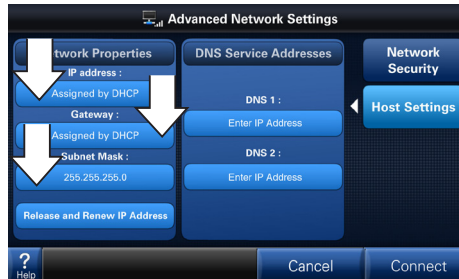 Advanced Network Settings
twork Properties
IP address :
Assigned by DHCP
Gateway :
Assigned by DHCP
Subnet Mask :
255.255.255.0
Release and Renew IP Address
DNS Service Addresses
DNS 1 :
Enter IP Address
DNS 2 :
Enter IP Address
Network
Security
Host Settings
?
Help
Cancel
Connect